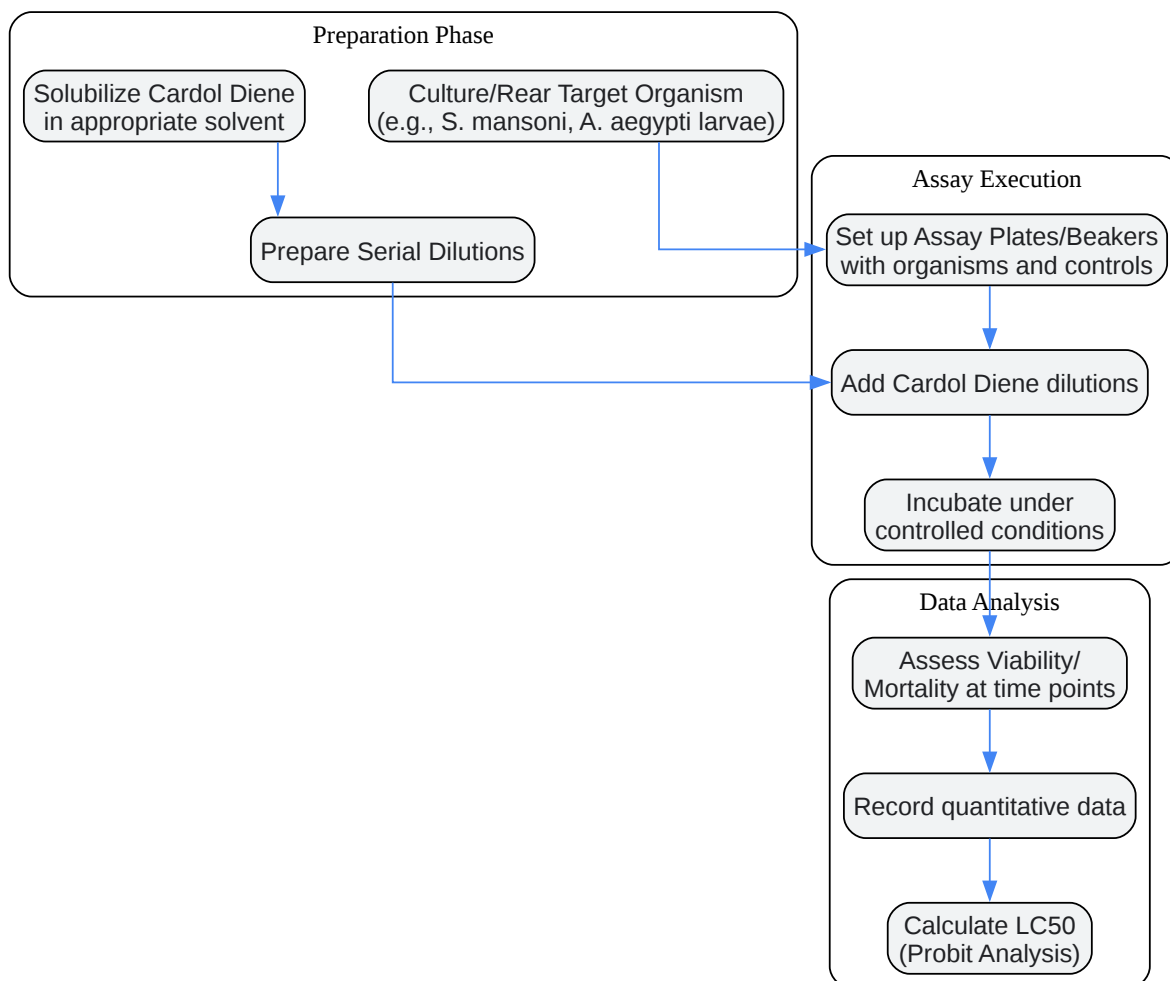 Preparation Phase
Solubilize Cardol Diene
in appropriate solvent
Culture/Rear Target Organism
(e.g., S. mansoni, A. aegypti larvae)
Prepare Serial Dilutions
Assay Execution
Set up Assay Plates/Beakers
with organisms and controls
Add Cardol Diene dilutions
Incubate under
controlled conditions
Data Analysis
Assess Viability/
Mortality at time points
Record quantitative data
Calculate LC50
(Probit Analysis)